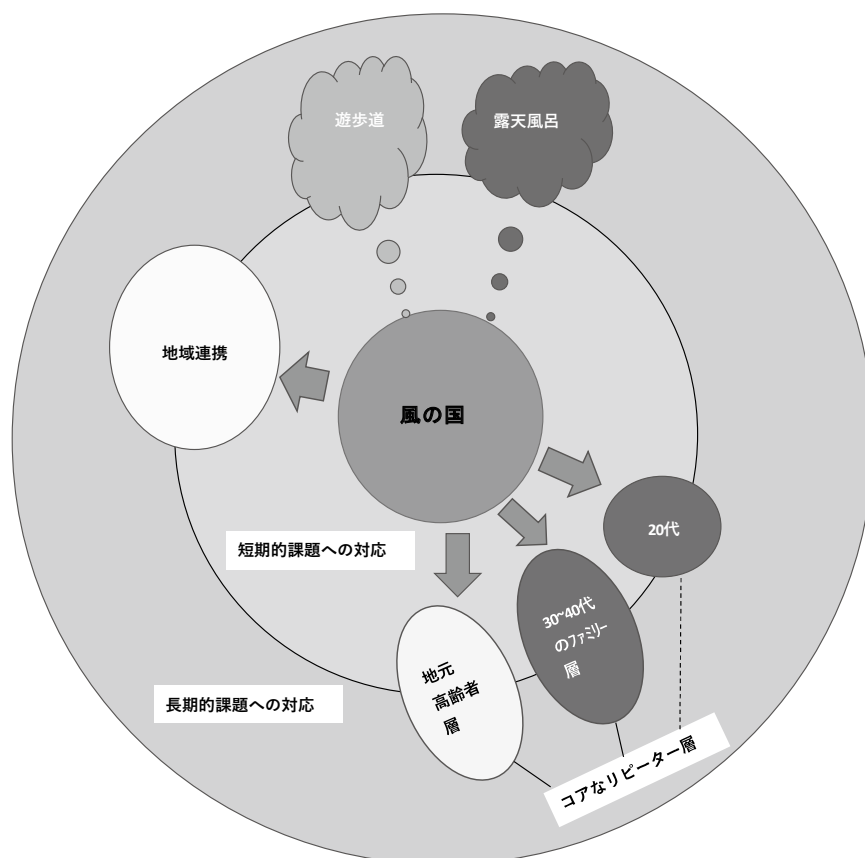 遊歩道
露天風呂
地域連携
風の国
20代
短期的課題への対応
30~40代
のファミリー
層
地元
高齢者
層
長期的課題への対応
コアなリピーター層